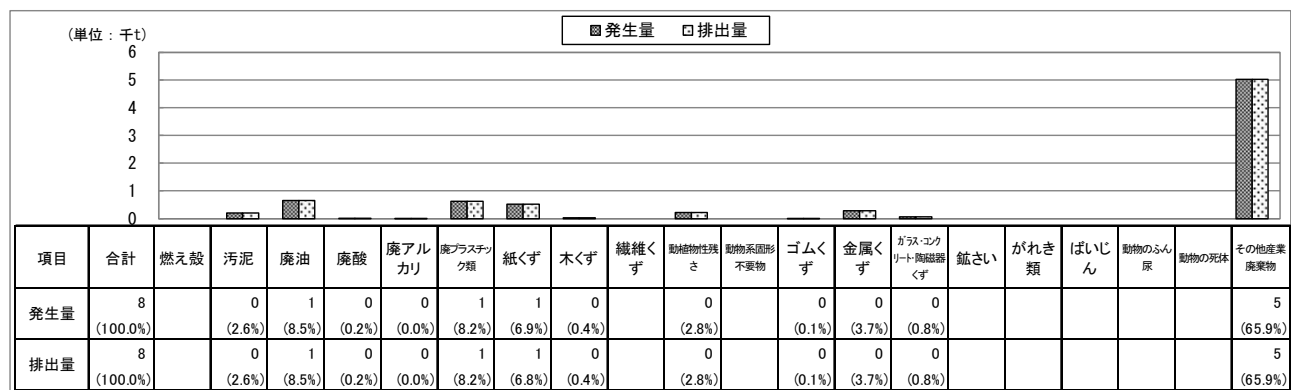 (単位:千t)
発生量 排出量
6
5
4
3
2
1
0
項目 合計 燃え殻 汚泥 廃油 廃酸 廃アルカリ 廃プラスチック類 紙くず 木くず 繊維くず 動植物性残さ 動物系固形不要物 ゴムくず 金属くず ガラス・コンクリート・陶磁器くず 鉱さい がれき類 ばいじん 動物のふん尿 動物の死体 その他産業廃棄物
発生量 8 0 1 0 0 1 1 0 0 0 0 0 5
(100.0%) (2.6%) (8.5%) (0.2%) (0.0%) (8.2%) (6.9%) (0.4%) (2.8%) (0.1%) (3.7%) (0.8%) (65.9%)
排出量 8 0 1 0 0 1 1 0 0 0 0 0 5
(100.0%) (2.6%) (8.5%) (0.2%) (0.0%) (8.2%) (6.8%) (0.4%) (2.8%) (0.1%) (3.7%) (0.8%) (65.9%)